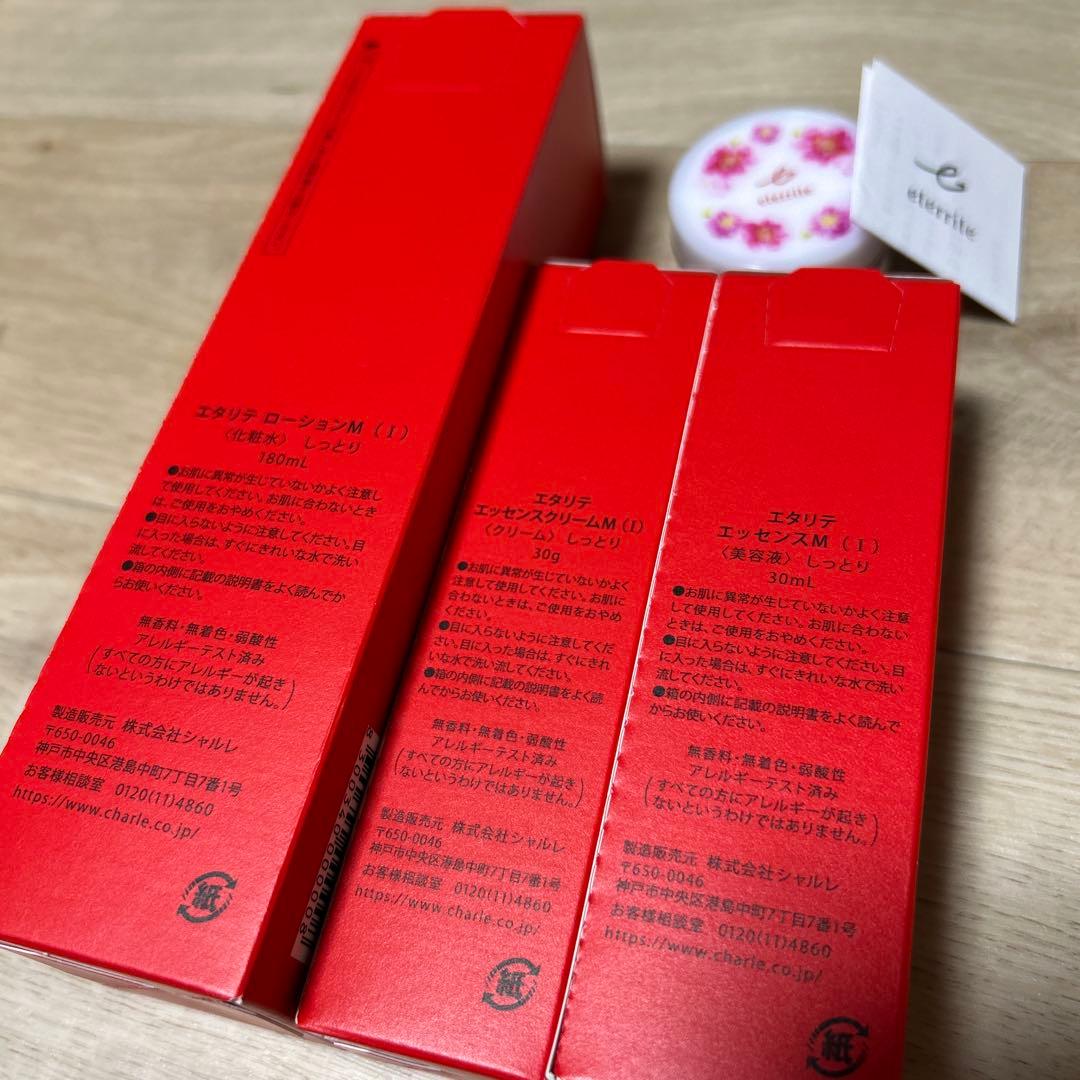 エタリテ ローションM（I）
〈化粧水〉 しっとり
180mL
●お肌に異常が生じていないかよく注意し
て使用してください。お肌に合わないとき
は、ご使用をおやめください。
●目に入らないように注意してください。目
に入った場合は、すぐにきれいな水で洗い
流してください。
●箱の内側に記載の説明書をよく読んでか
らお使いください。
無香料・無着色・弱酸性
アレルギーテスト済み
（すべての方にアレルギーが起き
ないというわけではありません。）
製造販売元 株式会社シャルレ
〒650-0046
神戸市中央区港島中町7丁目7番1号
お客様相談室 0120(11)4860
https://www.charle.co.jp/
紙
エタリテ
エッセンスクリームM（I）
〈クリーム〉 しっとり
30g
●お肌に異常が生じていないかよく
注意して使用してください。お肌に
合わないときは、ご使用をおやめ
ください。
●目に入らないように注意してくだ
さい。目に入った場合は、すぐにきれ
いな水で洗い流してください。
●箱の内側に記載の説明書をよく読
んでからお使いください。
無香料・無着色・弱酸性
アレルギーテスト済み
（すべての方にアレルギーが起き
ないというわけではありません。）
製造販売元 株式会社シャルレ
〒650-0046
神戸市中央区港島中町7丁目7番1号
お客様相談室 0120(11)4860
https://www.charle.co.jp/
紙
エタリテ
エッセンスM（I）
〈美容液〉 しっとり
30mL
●お肌に異常が生じていないかよく注意
して使用してください。お肌に合わない
ときは、ご使用をおやめください。
●目に入らないように注意してください。目
に入った場合は、すぐにきれいな水で洗い
流してください。
●箱の内側に記載の説明書をよく読んで
からお使いください。
無香料・無着色・弱酸性
アレルギーテスト済み
（すべての方にアレルギーが起き
ないというわけではありません。）
製造販売元 株式会社シャルレ
〒650-0046
神戸市中央区港島中町7丁目7番1号
お客様相談室 0120(11)4860
https://www.charle.co.jp/
紙
eterrite
eterrite